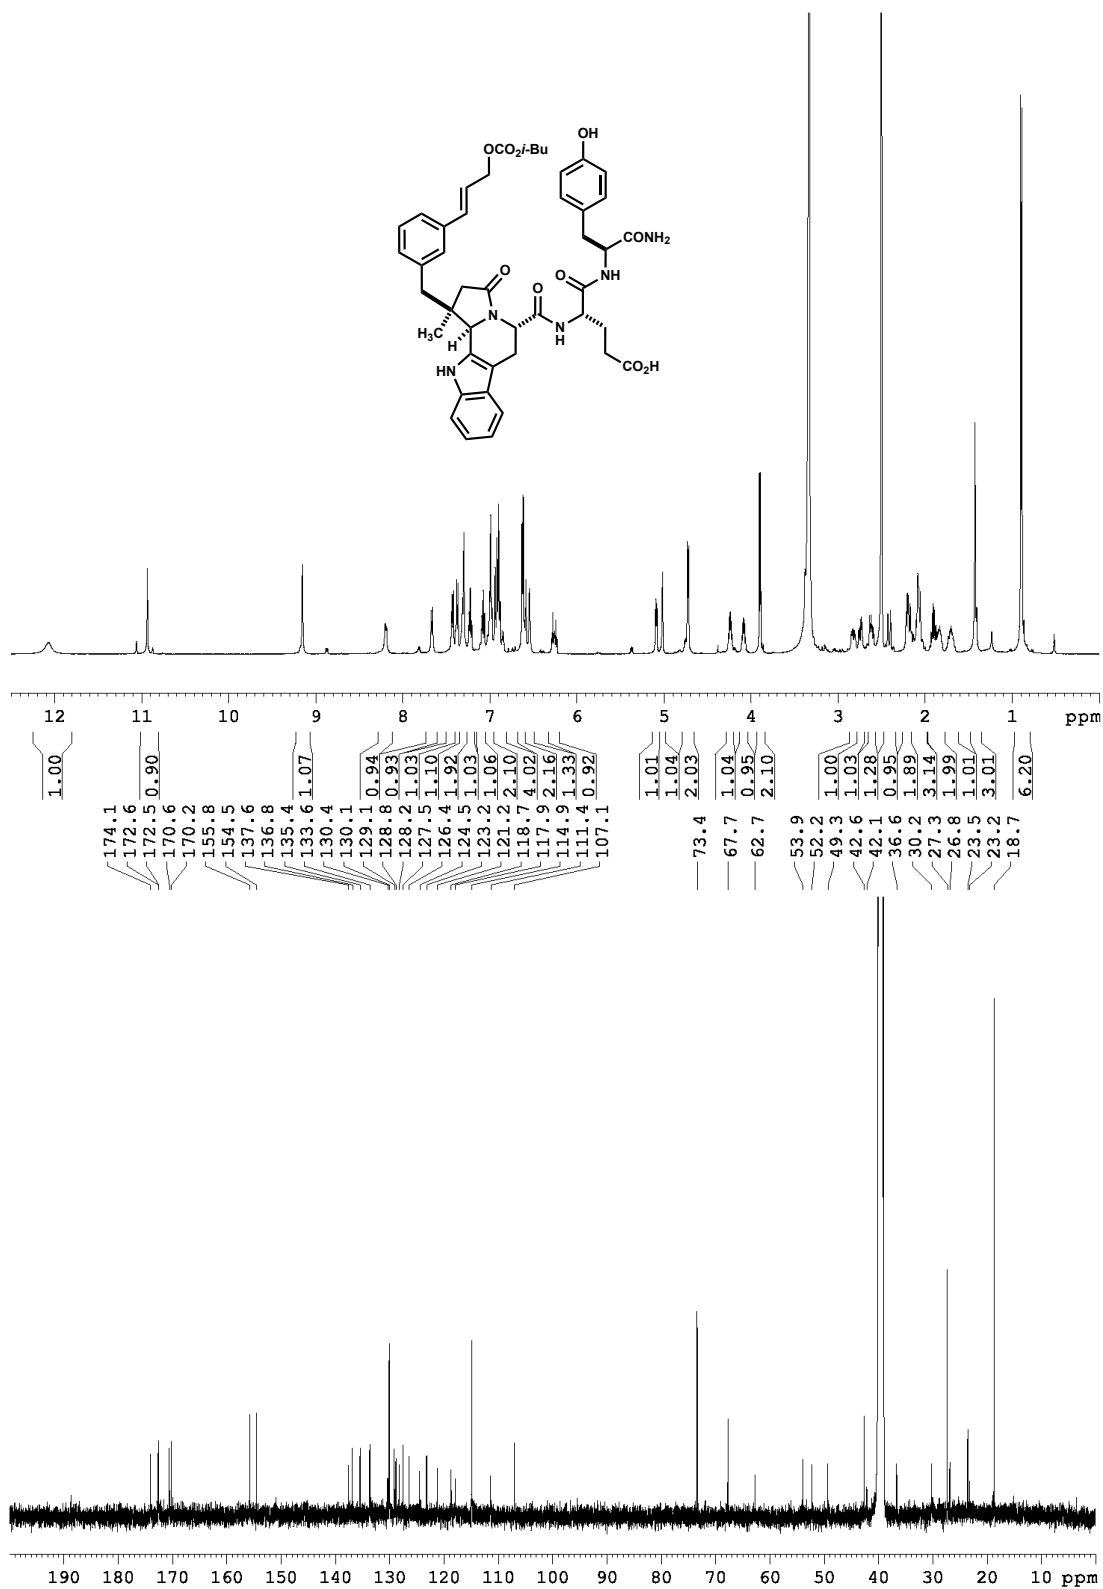 OH
OCO₂i-Bu
CONH₂
O
O
NH
O
N
N
H
H₃C
H
CO₂H
HN
12 11 10 9 8 7 6 5 4 3 2 1 ppm
1.00 0.90 1.07 0.94 0.93 1.03 1.10 1.92 1.03 1.06 2.10 4.02 2.16 1.33 0.92 1.01 1.04 2.03 1.04 0.95 2.10 1.00 1.03 1.28 0.95 1.89 3.14 1.99 1.01 3.01 6.20
174.1 172.6 172.5 170.6 170.2 155.8 154.5 137.6 136.8 135.4 133.6 130.4 130.1 129.1 128.8 128.2 127.5 126.4 124.5 123.2 121.2 118.7 117.9 114.9 111.4 107.1 73.4 67.7 62.7 53.9 52.2 49.3 42.6 42.1 36.6 30.2 27.3 26.8 23.5 23.2 18.7
190 180 170 160 150 140 130 120 110 100 90 80 70 60 50 40 30 20 10 ppm